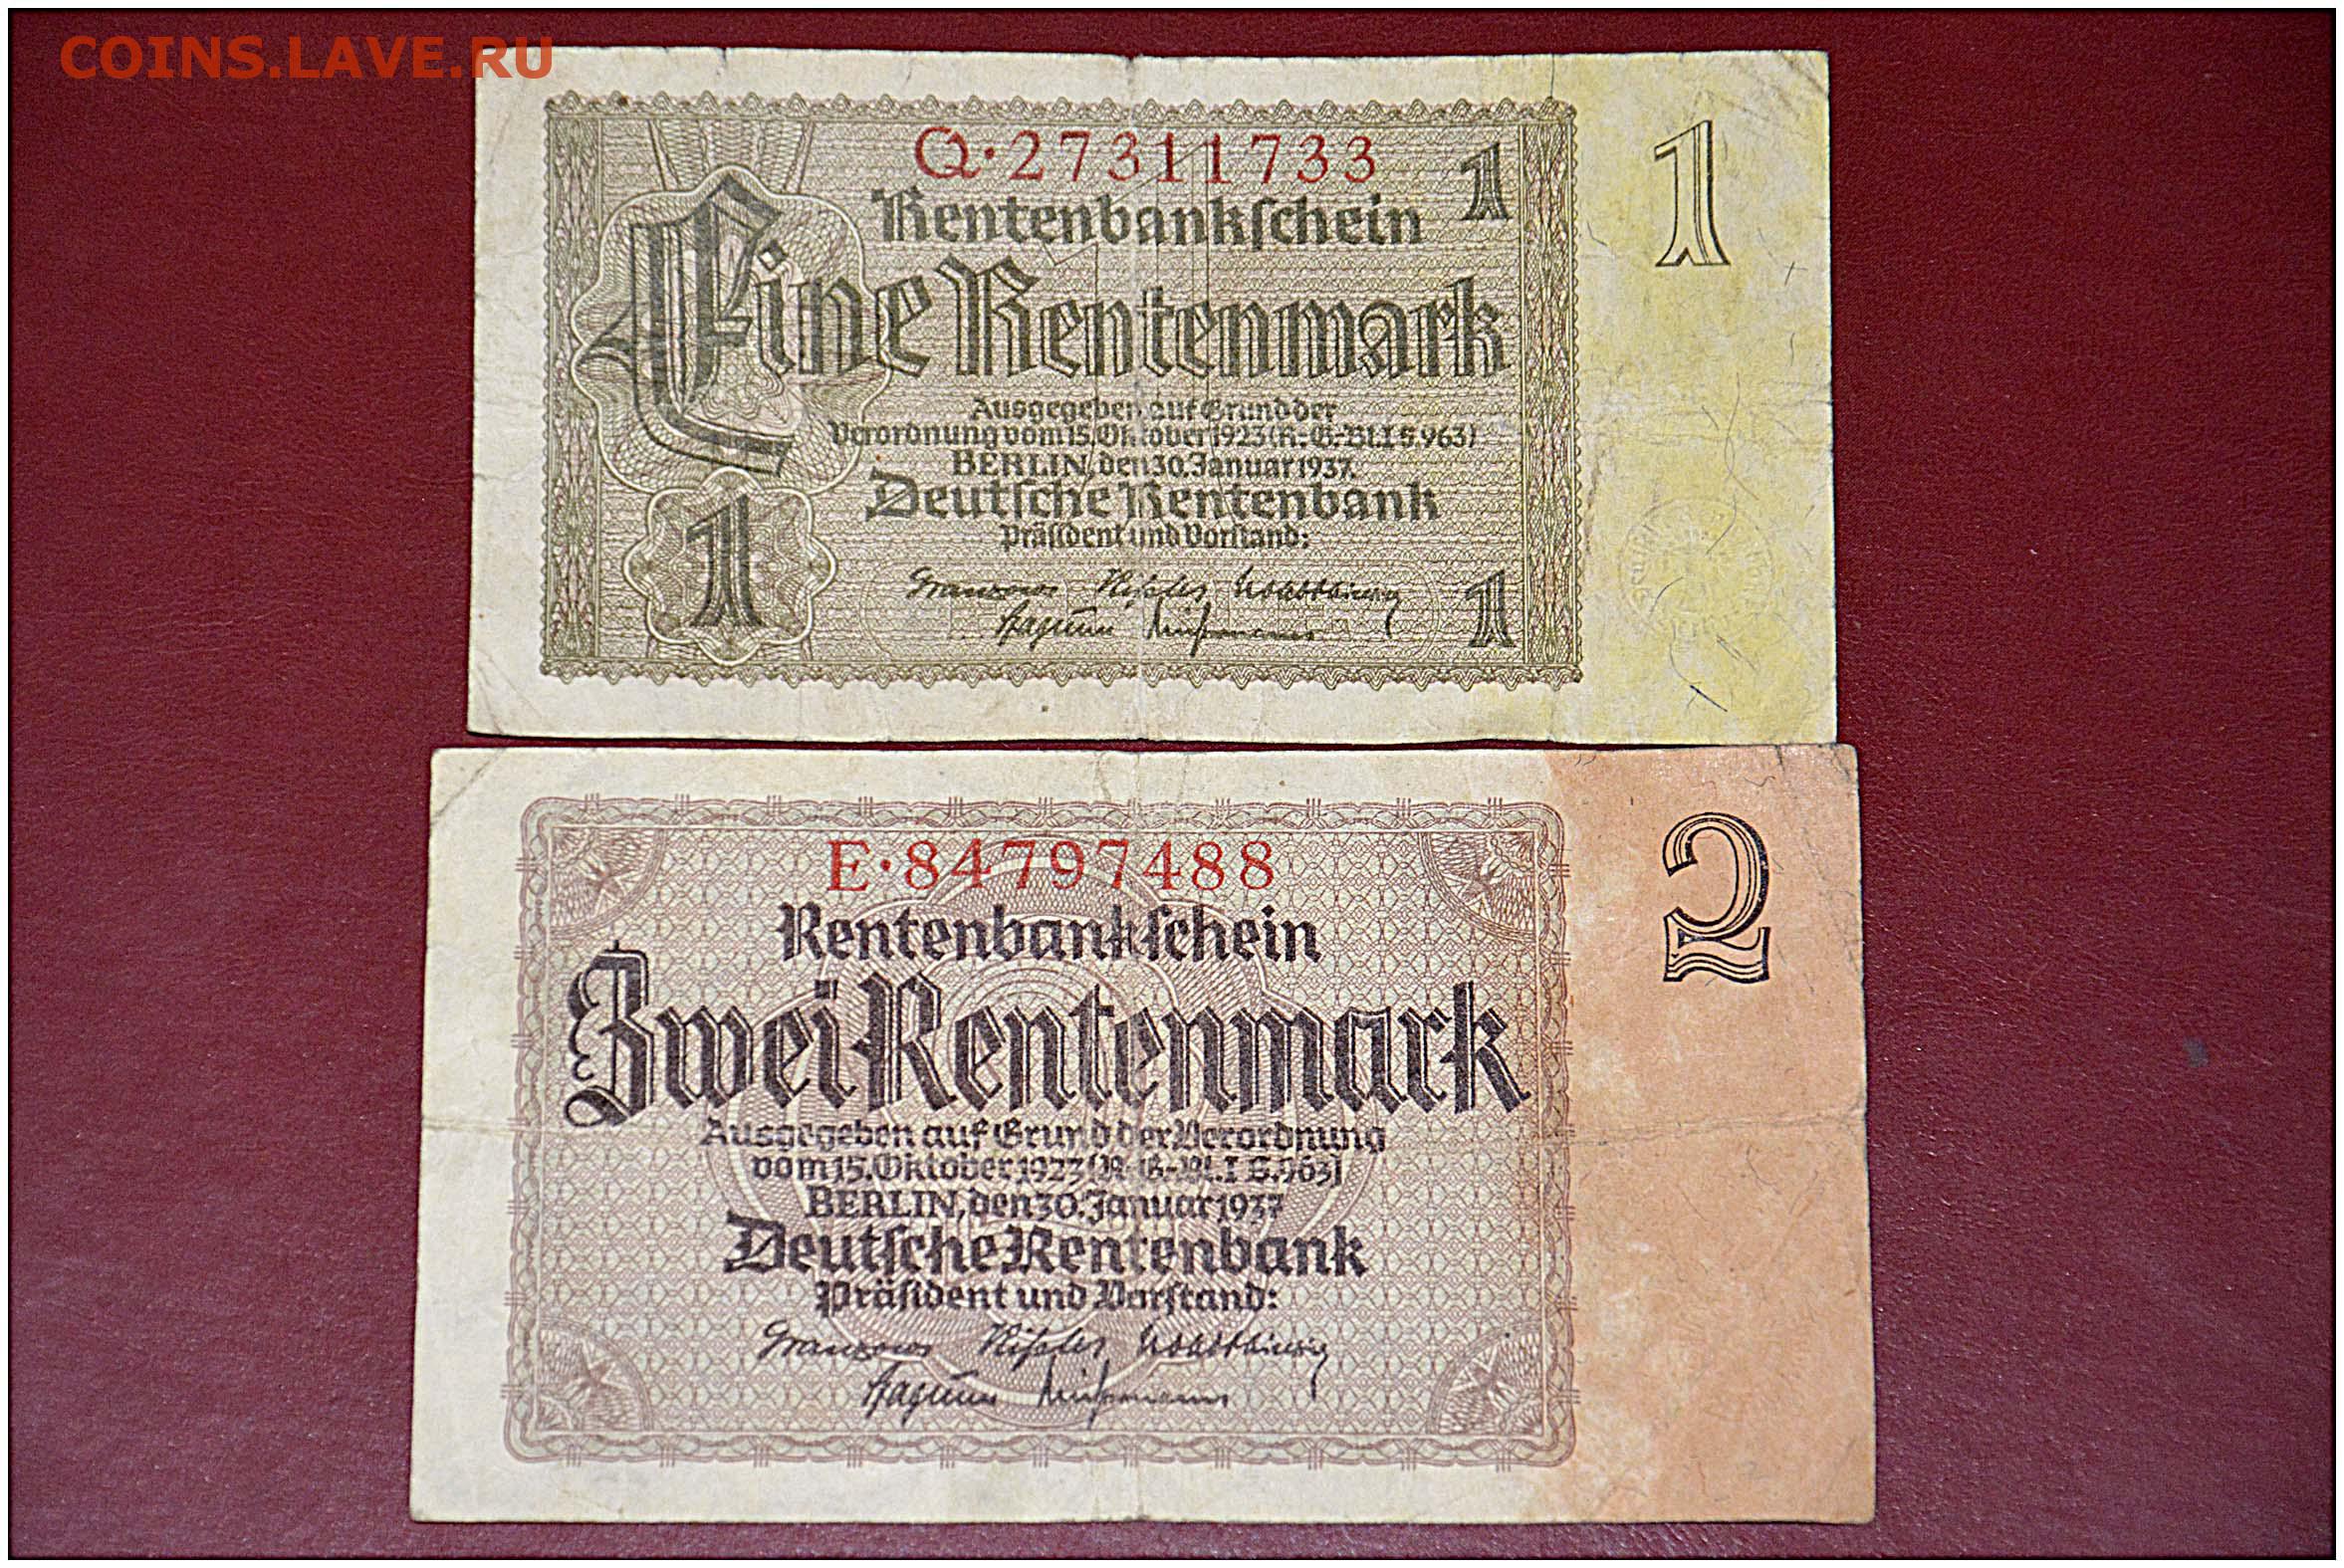 COINS.LAVE.RU
Q·27311733
1
1
Rentenbankſchein
Eine Rentenmark
Ausgegeben auf Grund der
Verordnung vom 15. Oktober 1923 (R.-G.-Bl. I S. 963)
BERLIN, den 30. Januar 1937.
Deutſche Rentenbank
Präſident und Vorſtand:
1
1
E·84797488
2
Rentenbankſchein
Zwei Rentenmark
Ausgegeben auf Grund der Verordnung
vom 15. Oktober 1923 (R.-G.-Bl. I S. 963)
BERLIN, den 30. Januar 1937
Deutſche Rentenbank
Präſident und Vorſtand: